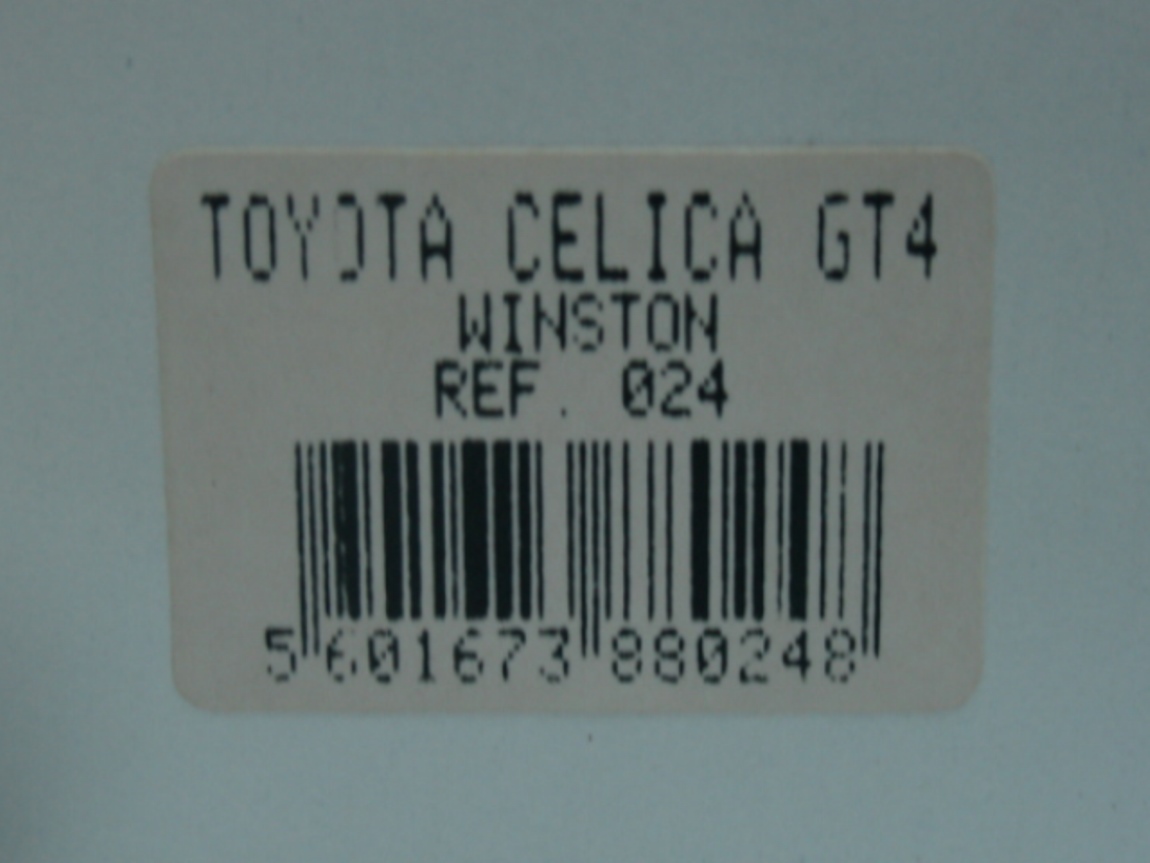 TOYOTA CELICA GT4
WINSTON
REF. 024
5 601673 880248